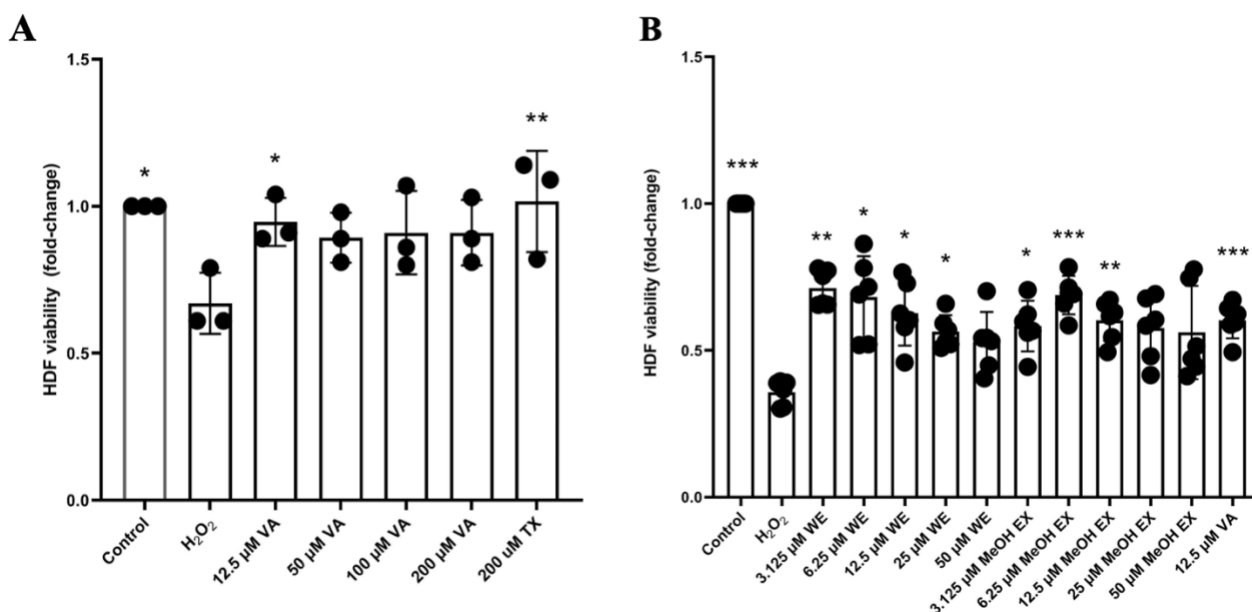 A
HDF viability (fold-change)
1.5
1.0
0.5
0.0
*
*
**
Control
H₂O₂
12.5 µM VA
50 µM VA
100 µM VA
200 µM VA
200 uM TX
B
HDF viability (fold-change)
1.5
1.0
0.5
0.0
***
**
*
*
*
*
***
**
***
Control
H₂O₂
3.125 µM WE
6.25 µM WE
12.5 µM WE
25 µM WE
50 µM WE
3.125 µM MeOH EX
6.25 µM MeOH EX
12.5 µM MeOH EX
25 µM MeOH EX
50 µM MeOH EX
12.5 µM VA